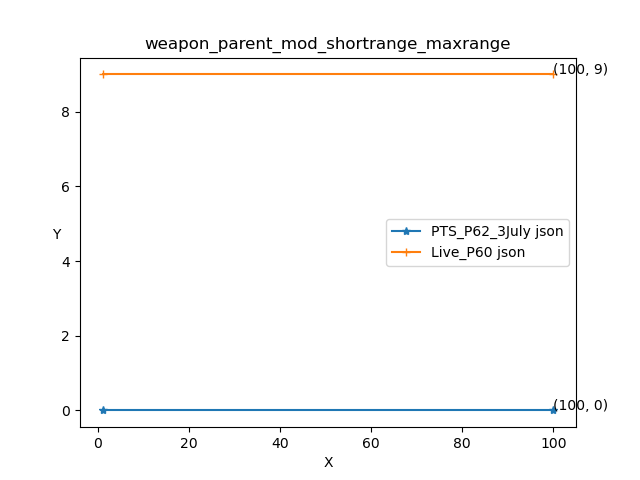 weapon_parent_mod_shortrange_maxrange
(100, 9)
8
6
Y
4
2
0
PTS_P62_3July json
Live_P60 json
(100, 0)
0 20 40 60 80 100
X